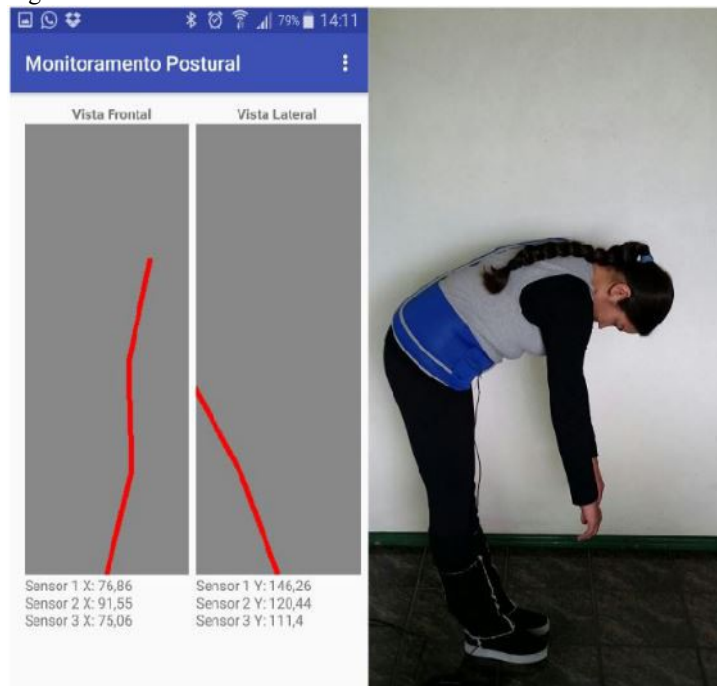 79% 14:11
Monitoramento Postural
Vista Frontal
Vista Lateral
Sensor 1 X: 76,86
Sensor 2 X: 91,55
Sensor 3 X: 75,06
Sensor 1 Y: 146,26
Sensor 2 Y: 120,44
Sensor 3 Y: 111,4